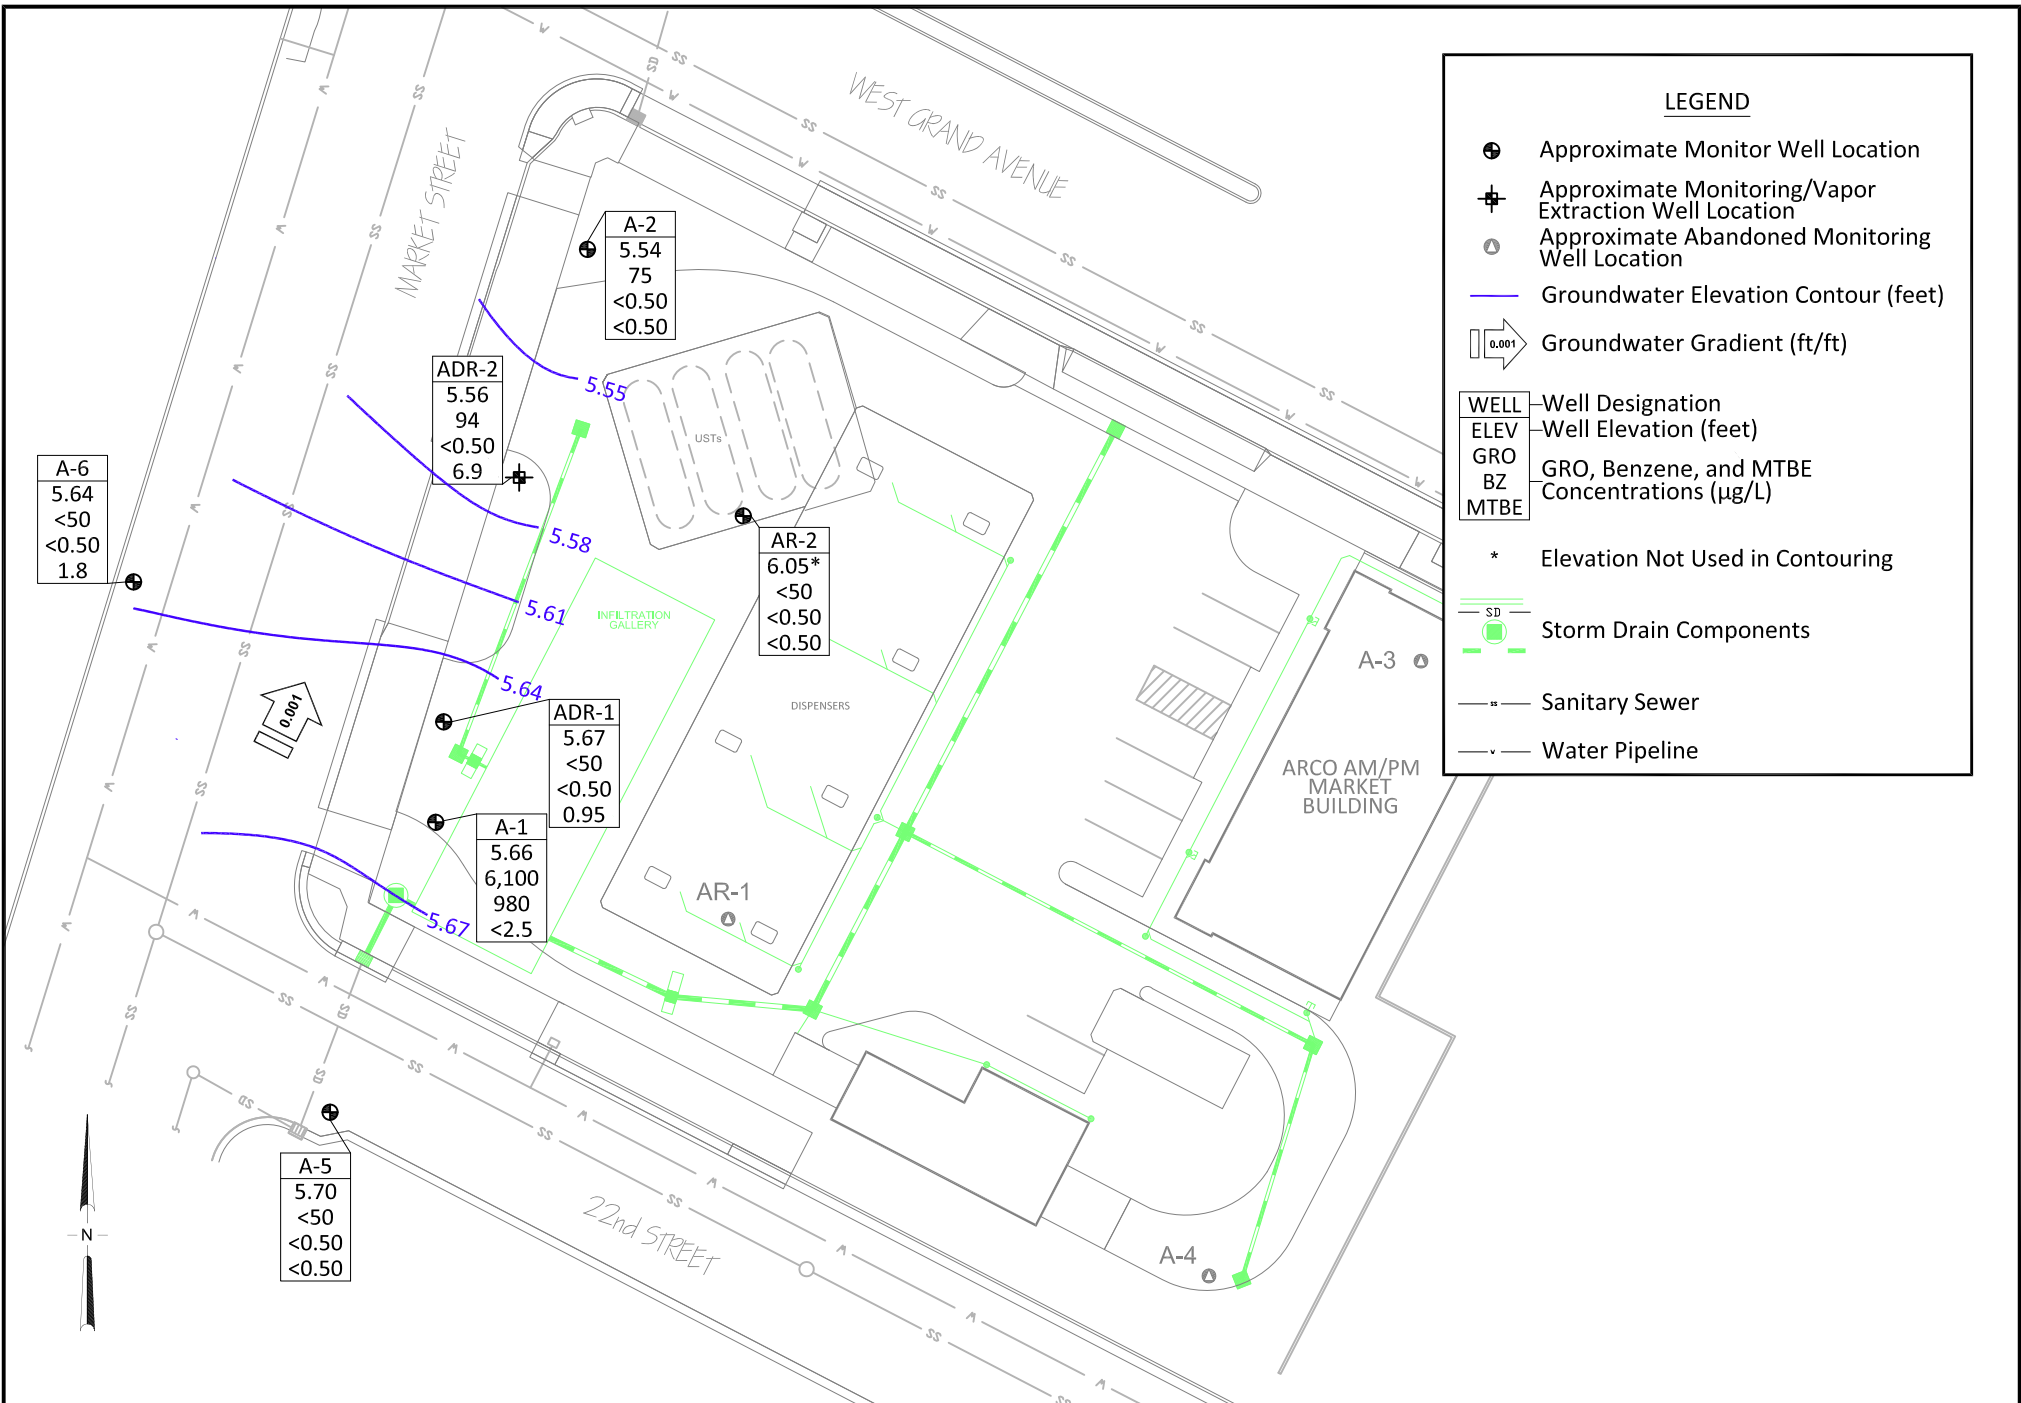 WEST GRAND AVENUE
MARKET STREET
A-2
5.54
75
<0.50
<0.50
ADR-2
5.56
94
<0.50
6.9
A-6
5.64
<50
<0.50
1.8
5.55
5.58
5.61
5.64
5.67
USTs
AR-2
6.05*
<50
<0.50
<0.50
INFILTRATION
GALLERY
DISPENSERS
0.001
ADR-1
5.67
<50
<0.50
0.95
A-1
5.66
6,100
980
<2.5
AR-1
A-3
ARCO AM/PM
MARKET
BUILDING
A-4
A-5
5.70
<50
<0.50
<0.50
22nd STREET
N
SS
W
SD
LEGEND
Approximate Monitor Well Location
Approximate Monitoring/Vapor
Extraction Well Location
Approximate Abandoned Monitoring
Well Location
Groundwater Elevation Contour (feet)
0.001
Groundwater Gradient (ft/ft)
WELL
ELEV
GRO
BZ
MTBE
Well Designation
Well Elevation (feet)
GRO, Benzene, and MTBE
Concentrations (µg/L)
* Elevation Not Used in Contouring
SD
Storm Drain Components
SS Sanitary Sewer
W Water Pipeline